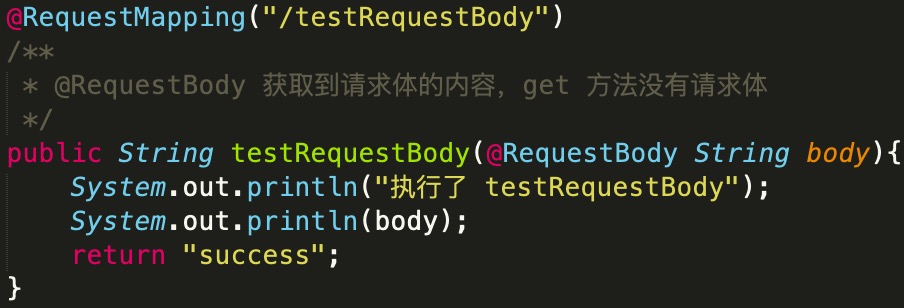 @RequestMapping("/testRequestBody")
/**
 * @RequestBody 获取到请求体的内容，get 方法没有请求体
 */
public String testRequestBody(@RequestBody String body){
    System.out.println("执行了 testRequestBody");
    System.out.println(body);
    return "success";
}